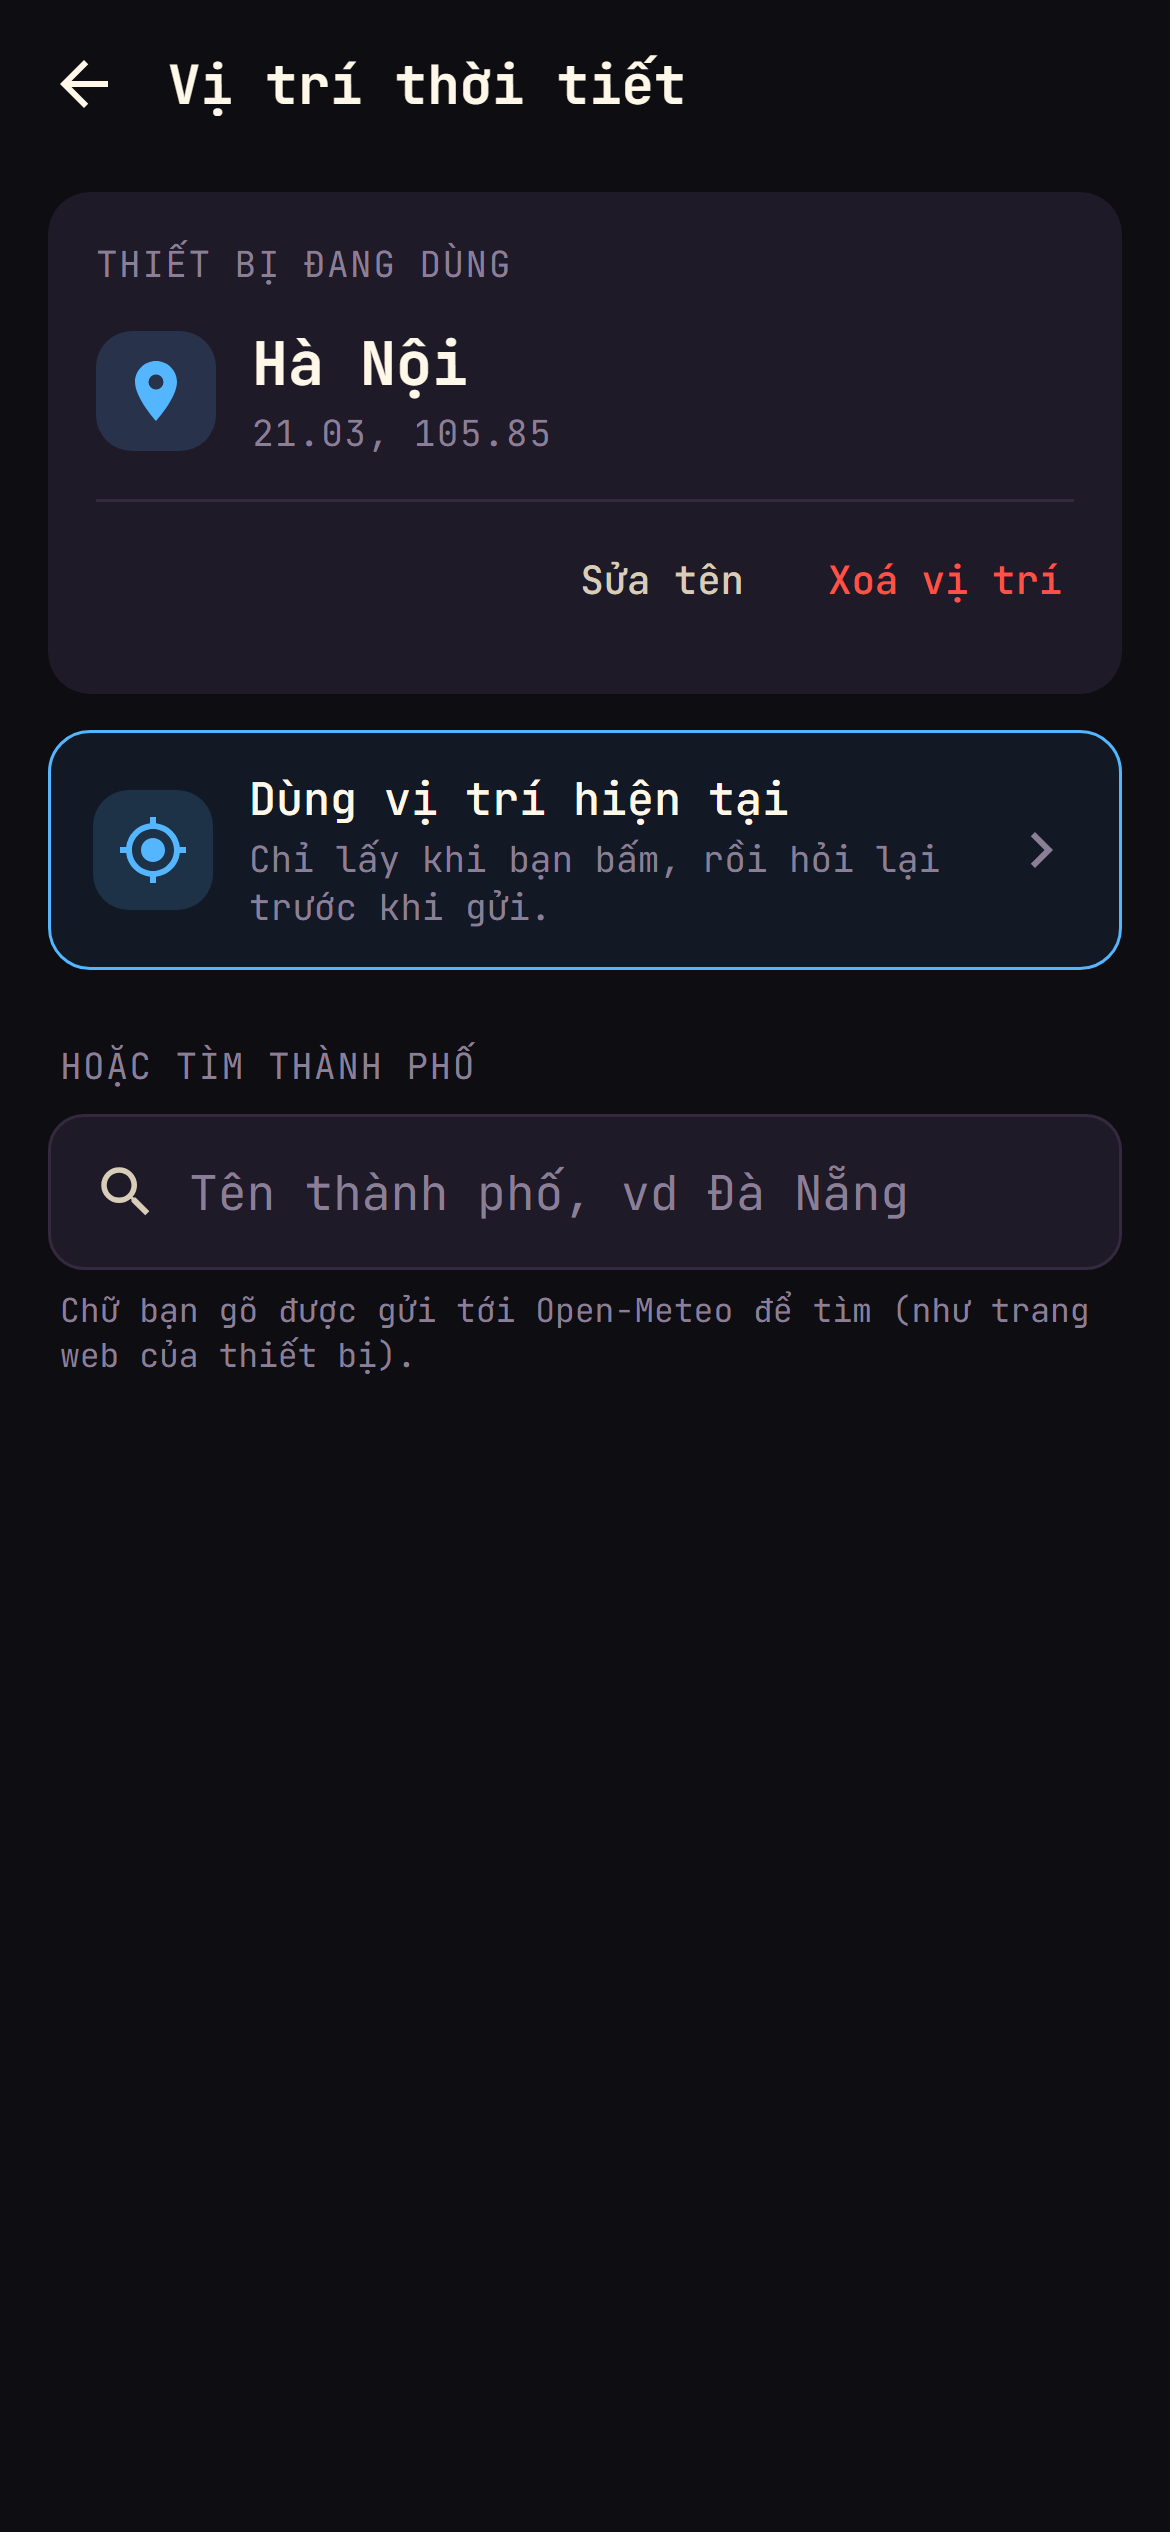 Vị trí thời tiết
THIẾT BỊ ĐANG DÙNG
Hà Nội
21.03, 105.85
Sửa tên
Xoá vị trí
Dùng vị trí hiện tại
Chỉ lấy khi bạn bấm, rồi hỏi lại
trước khi gửi.
HOẶC TÌM THÀNH PHỐ
Tên thành phố, vd Đà Nẵng
Chữ bạn gõ được gửi tới Open-Meteo để tìm (như trang
web của thiết bị).